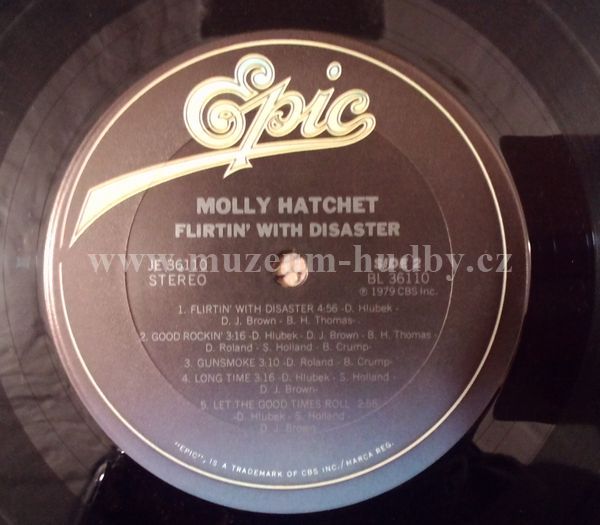 Epic
MOLLY HATCHET
FLIRTIN' WITH DISASTER
www.muzeum-hudby.cz
JE 36110
STEREO
SIDE 2
BL 36110
℗ 1979 CBS Inc.
1. FLIRTIN' WITH DISASTER 4:56 -D. Hlubek-
D. J. Brown - B. H. Thomas-
2. GOOD ROCKIN' 3:16 -D. Hlubek - D. J. Brown - B. H. Thomas -
D. Roland - S. Holland - B. Crump-
3. GUNSMOKE 3:10 -D. Roland - B. Crump-
4. LONG TIME 3:16 -D. Hlubek - S. Holland -
D. J. Brown-
5. LET THE GOOD TIMES ROLL 2:56
-D. Hlubek - S. Holland -
D. J. Brown-
"EPIC", IS A TRADEMARK OF CBS INC./MARCA REG.